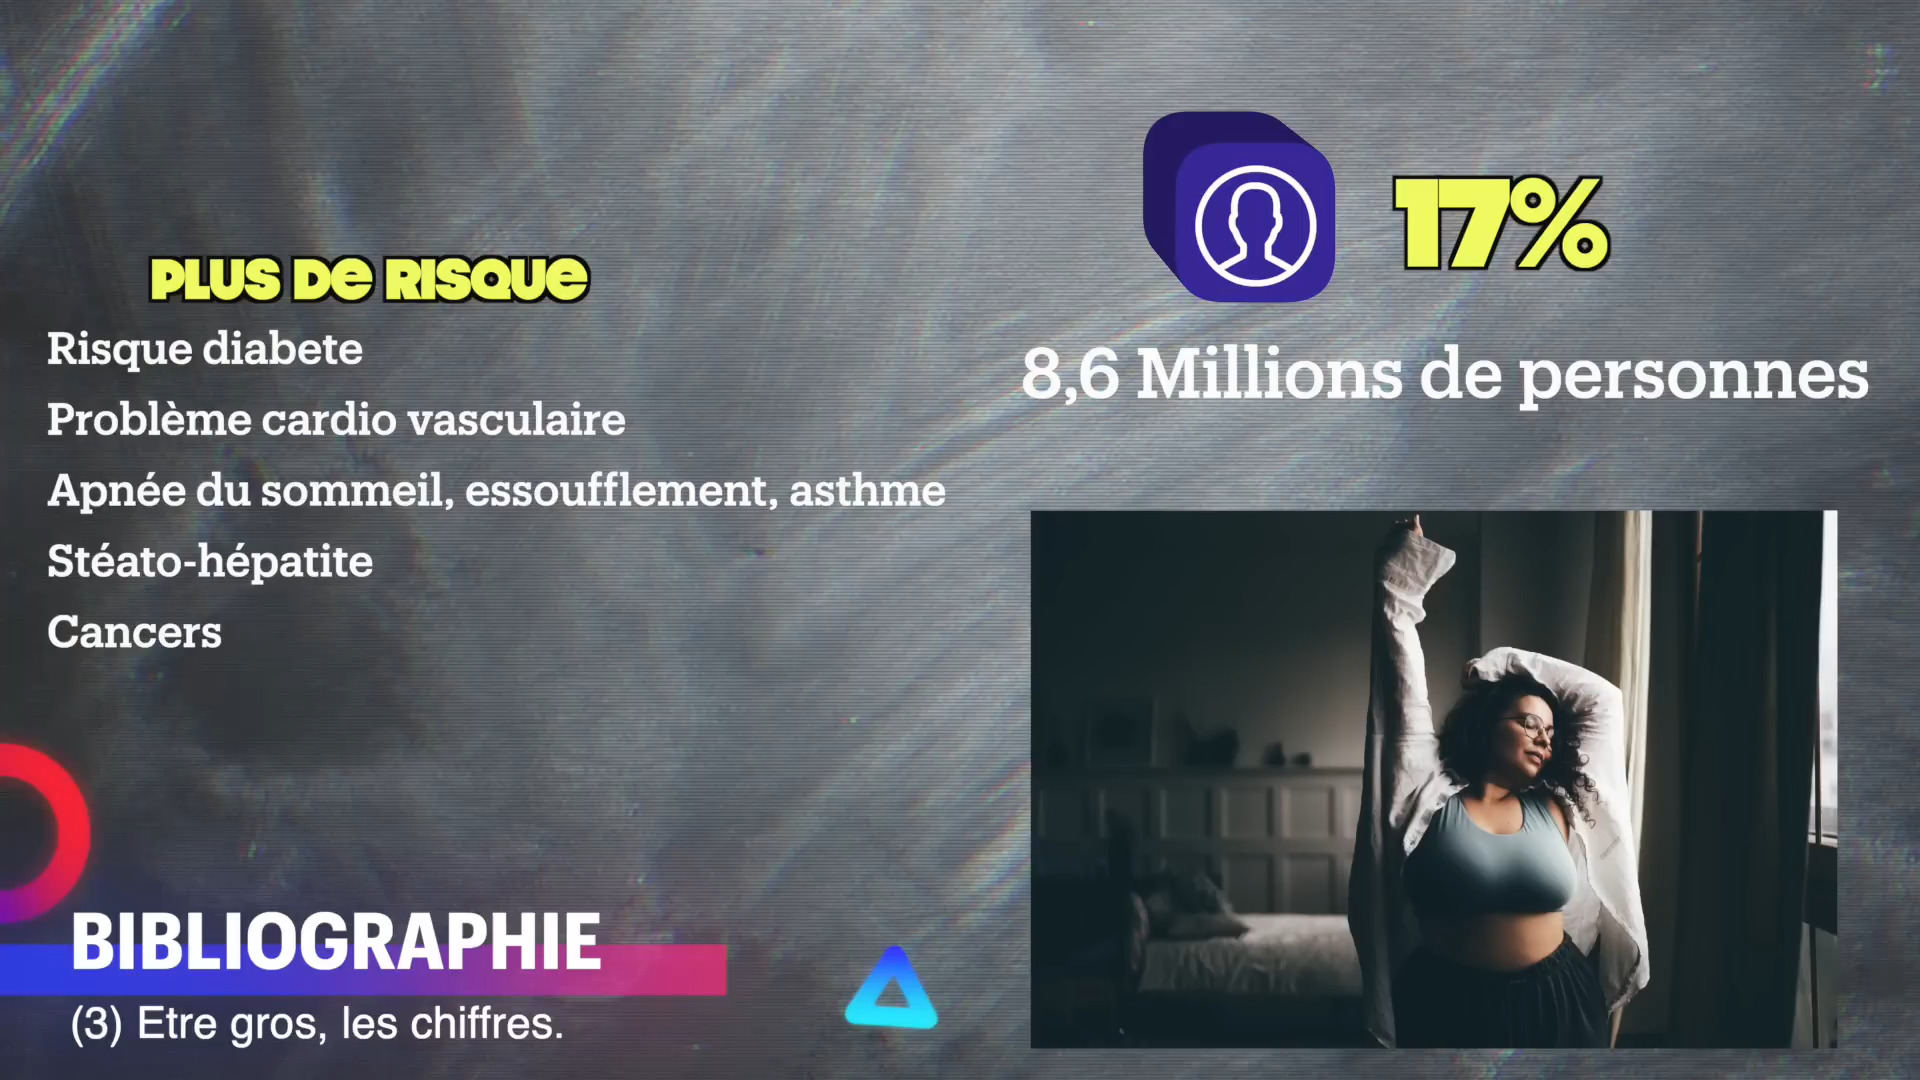 PLUS De RISQUe
Risque diabete
Problème cardio vasculaire
Apnée du sommeil, essoufflement, asthme
Stéato-hépatite
Cancers
17%
8,6 Millions de personnes
BIBLIOGRAPHIE
(3) Etre gros, les chiffres.